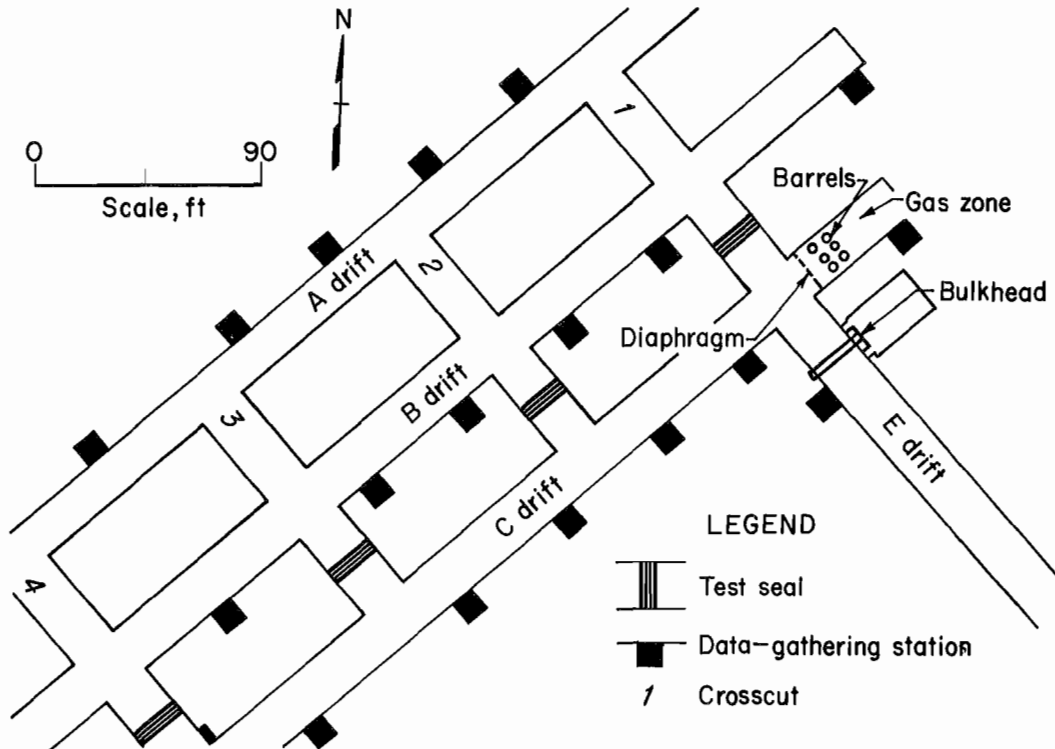 N
0 90
Scale, ft
A drift
B drift
C drift
E drift
1
2
3
4
Barrels
Gas zone
Diaphragm
Bulkhead
LEGEND
Test seal
Data-gathering station
1 Crosscut